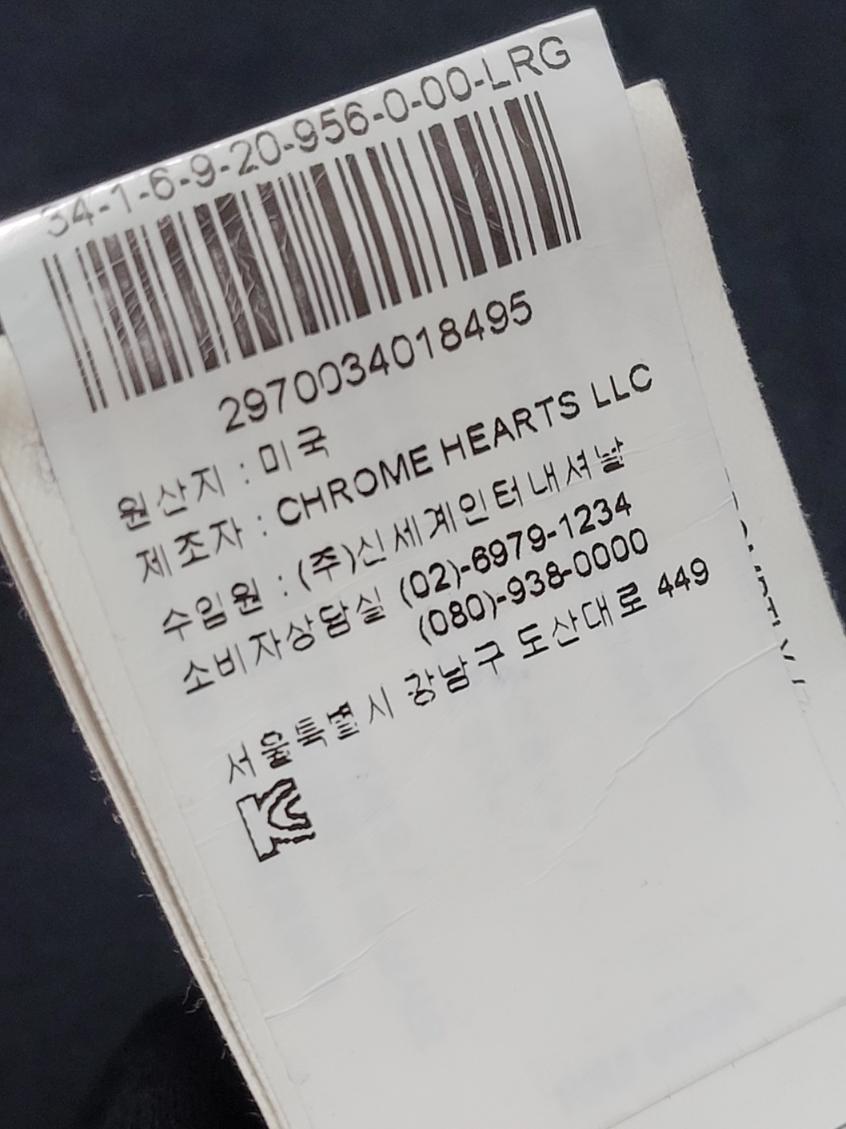 34-1-6-9-20-956-0-00-LRG
2970034018495
원산지 : 미국
제조자 : CHROME HEARTS LLC
수입원 : (주)신세계인터내셔날
소비자상담실 (02)-6979-1234
(080)-938-0000
서울특별시 강남구 도산대로 449